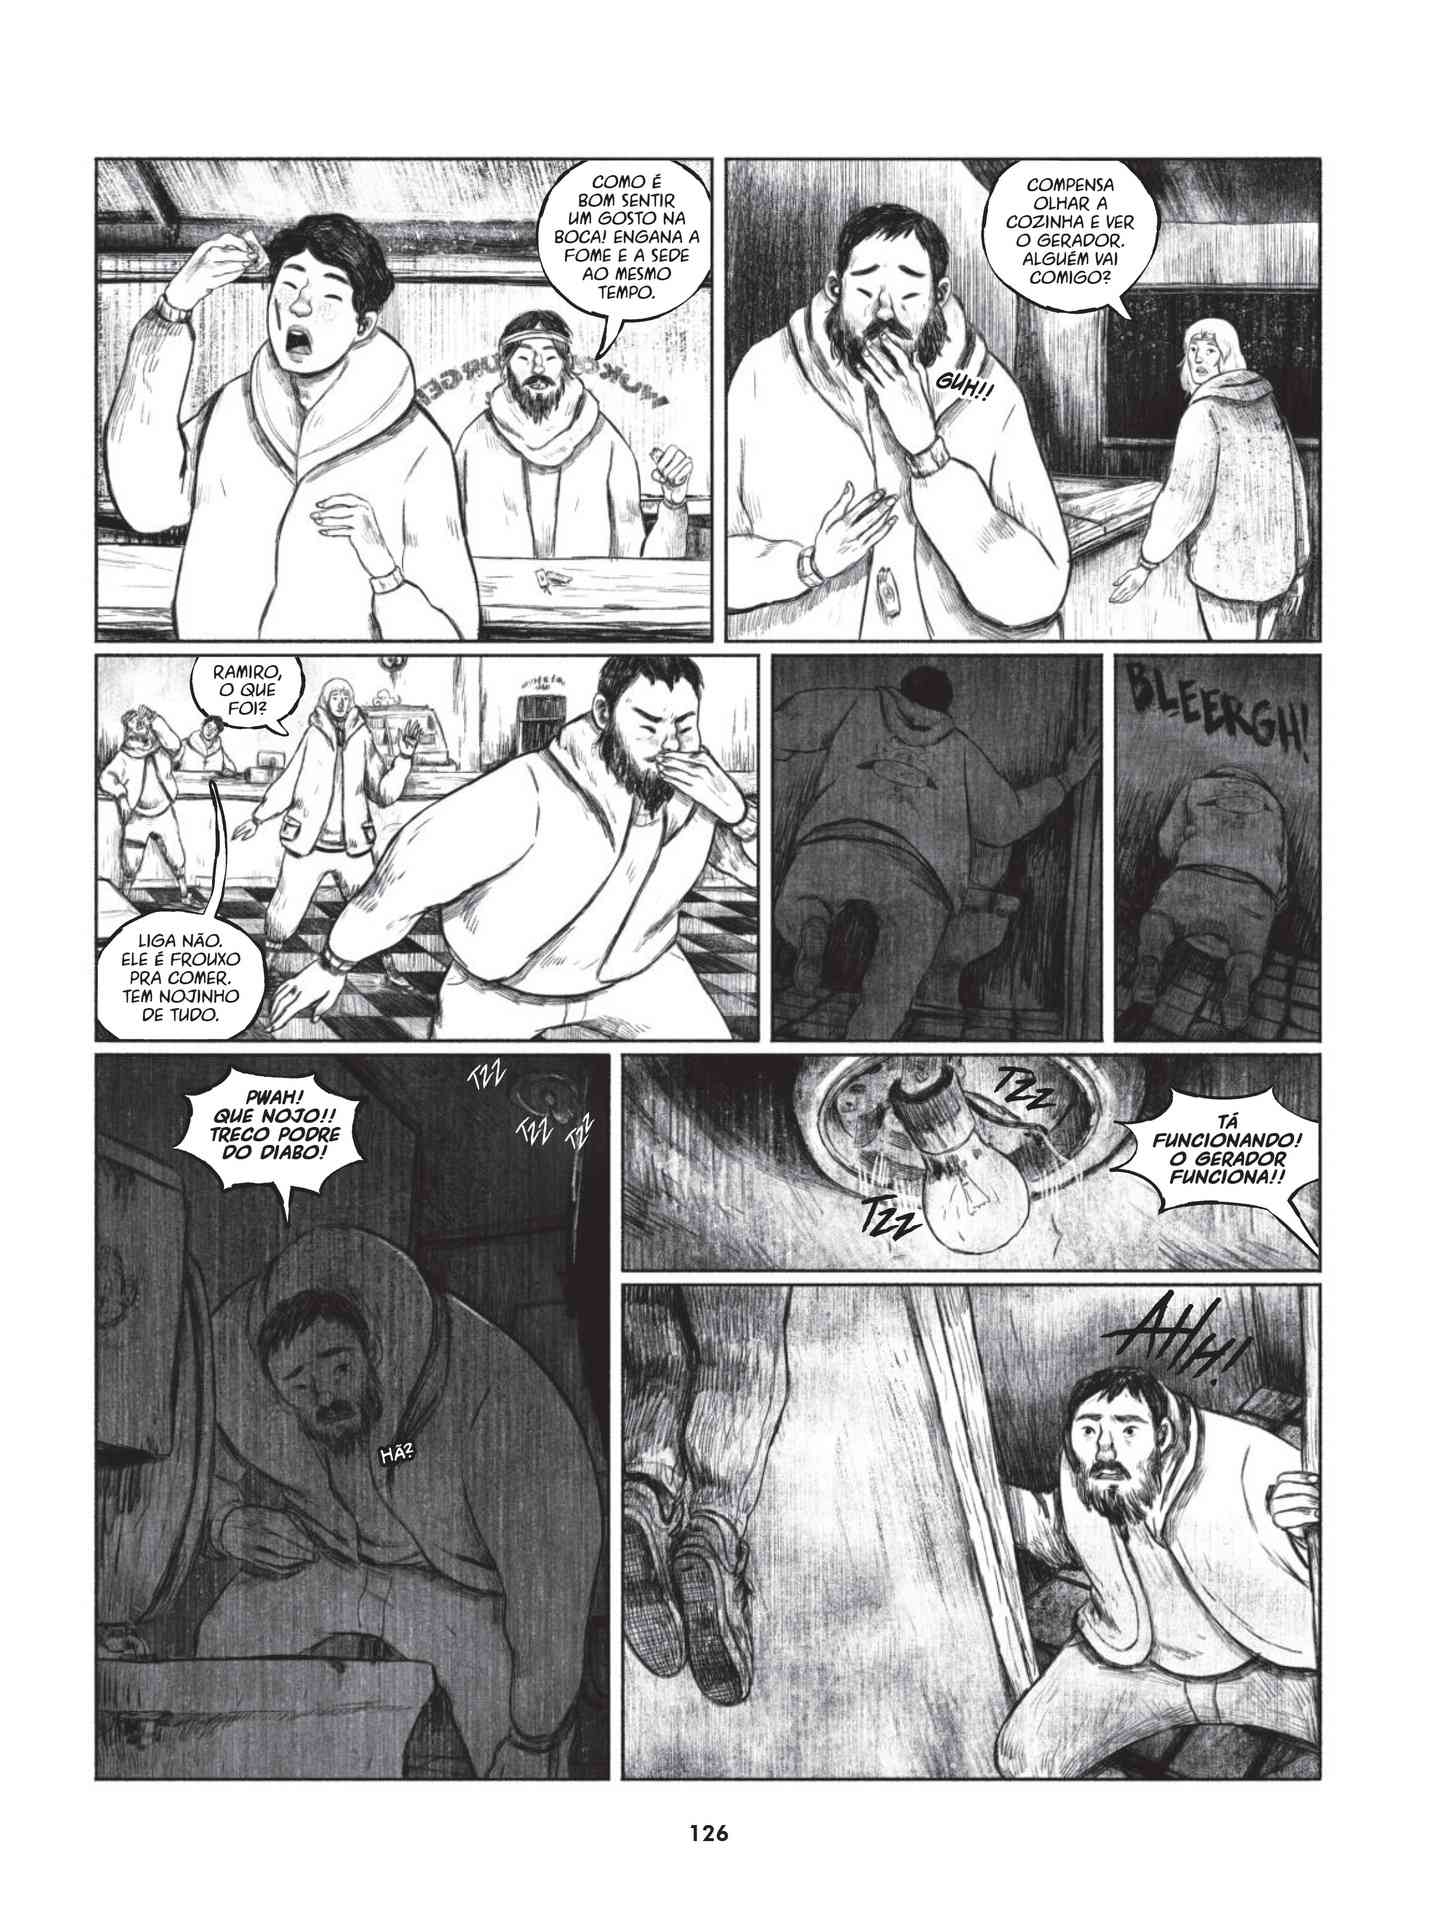 COMO É
BOM SENTIR
UM GOSTO NA
BOCA! ENGANA A
FOME E A SEDE
AO MESMO
TEMPO.
COMPENSA
OLHAR A
COZINHA E VER
O GERADOR.
ALGUÉM VAI
COMIGO?
GUH!!
RAMIRO,
O QUE
FOI?
LIGA NÃO.
ELE É FROUXO
PRA COMER.
TEM NOJINHO
DE TUDO.
BLEERGH!
PWAH!
QUE NOJO!!
TRECO PODRE
DO DIABO!
TZZ
TZZ
TZZ
HÃ?
TZZ
TZZ
TÁ
FUNCIONANDO!
O GERADOR
FUNCIONA!!
AHH!
126